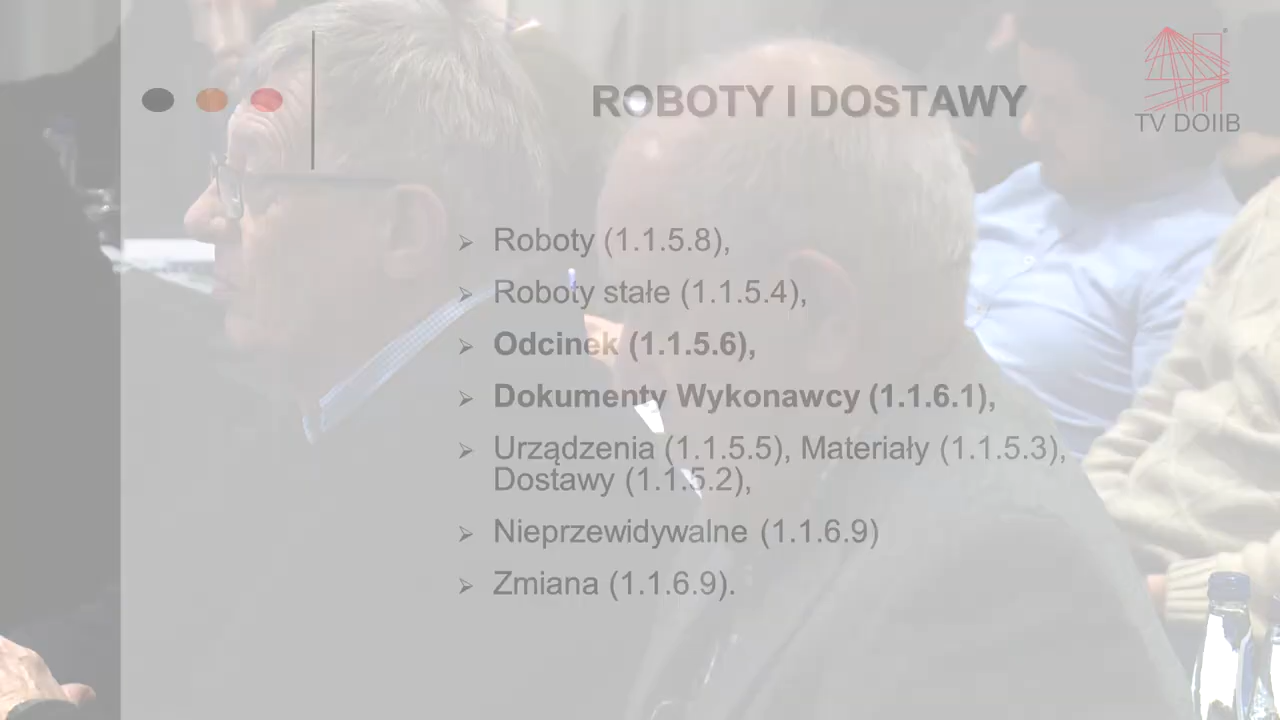 ROBOTY I DOSTAWY
TV DOIIB
Roboty (1.1.5.8),
Roboty stałe (1.1.5.4),
Odcinek (1.1.5.6),
Dokumenty Wykonawcy (1.1.6.1),
Urządzenia (1.1.5.5), Materiały (1.1.5.3),
Dostawy (1.1.5.2),
Nieprzewidywalne (1.1.6.9)
Zmiana (1.1.6.9).